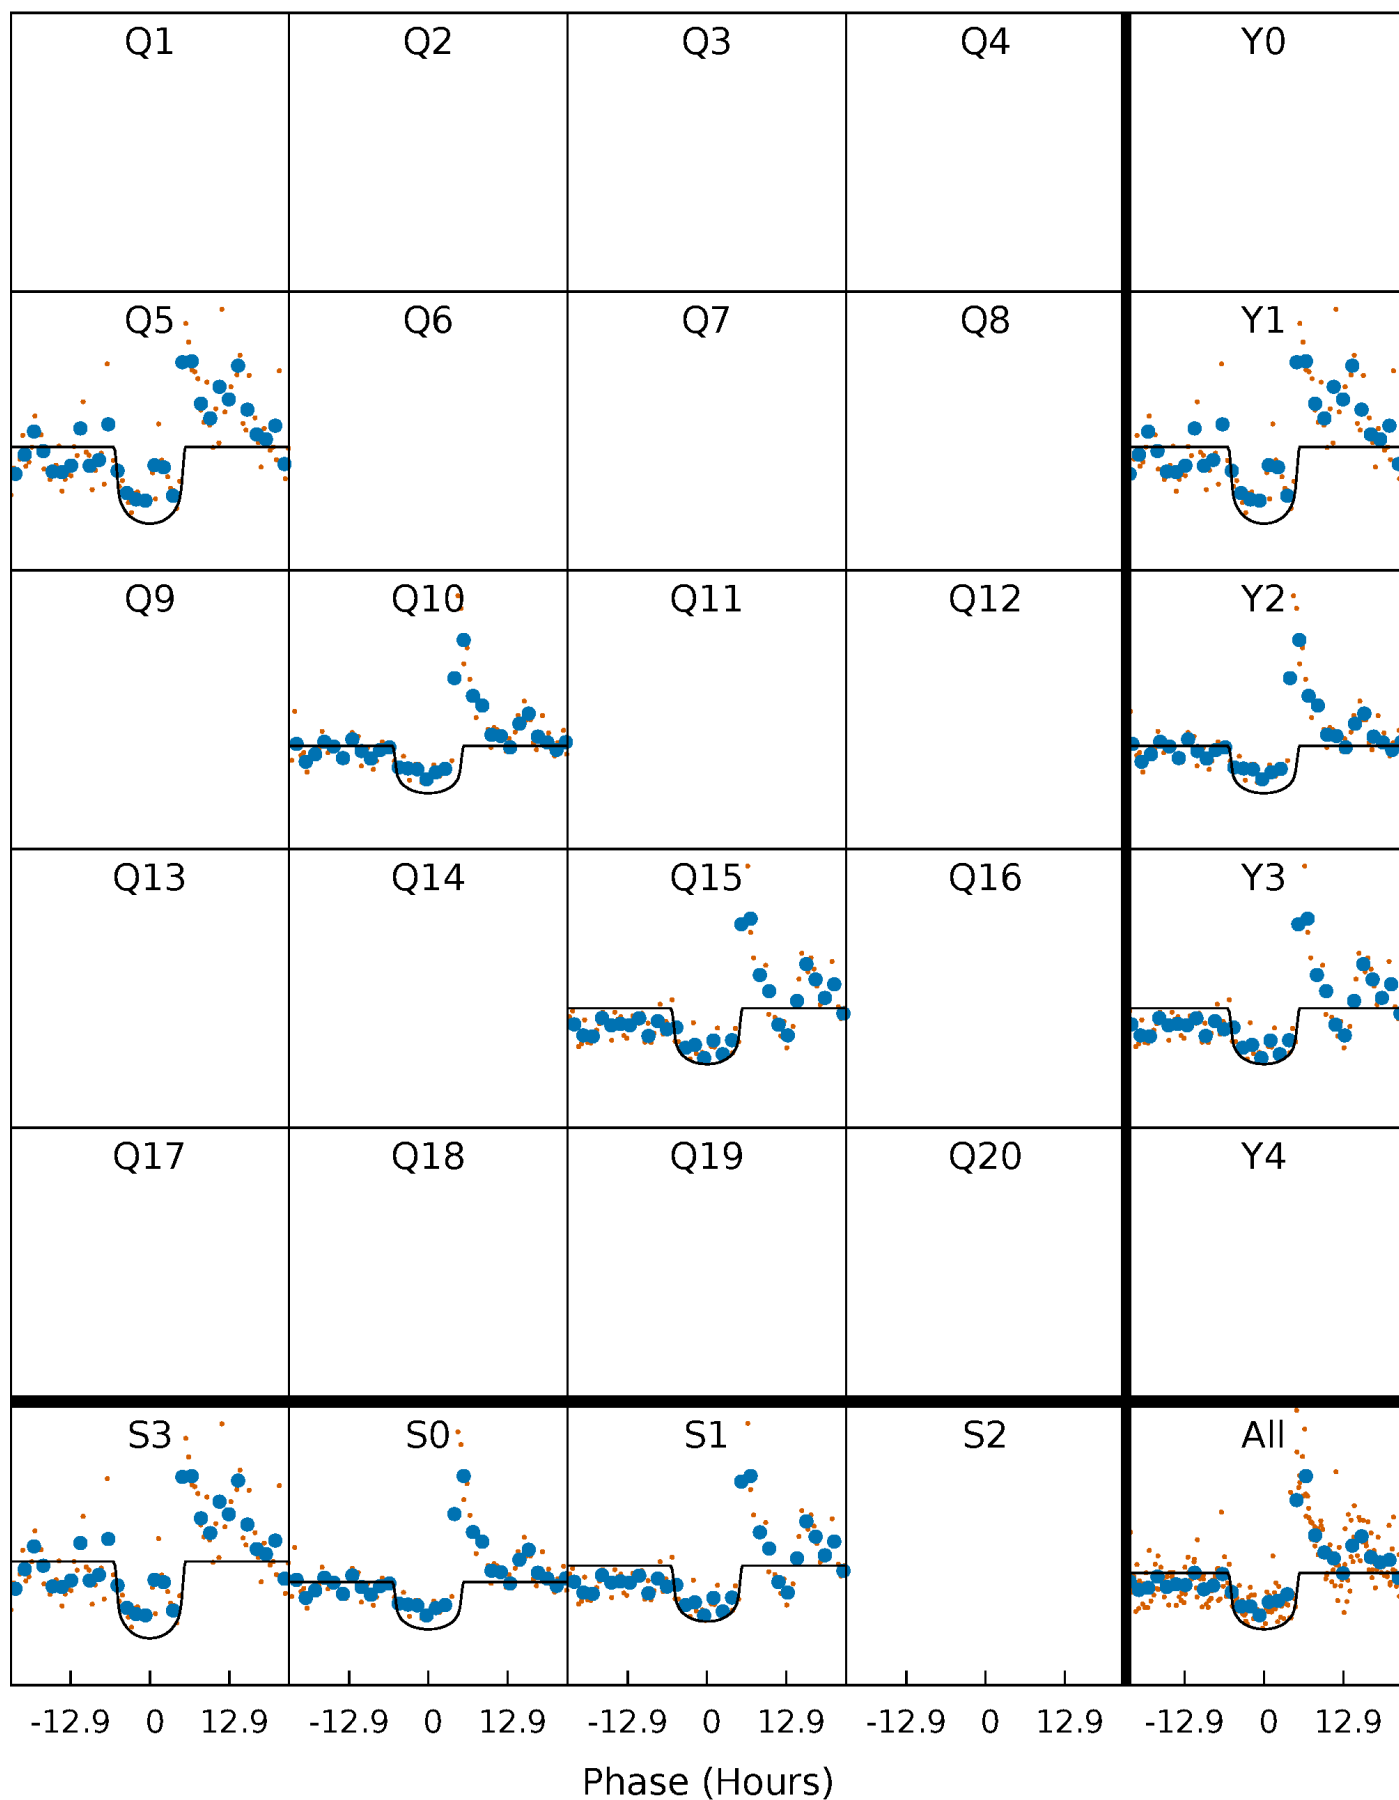 Q1 Q2 Q3 Q4 Y0
Q5 Q6 Q7 Q8 Y1
Q9 Q10 Q11 Q12 Y2
Q13 Q14 Q15 Q16 Y3
Q17 Q18 Q19 Q20 Y4
S3 S0 S1 S2 All
-12.9 0 12.9 -12.9 0 12.9 -12.9 0 12.9 -12.9 0 12.9 -12.9 0 12.9
Phase (Hours)